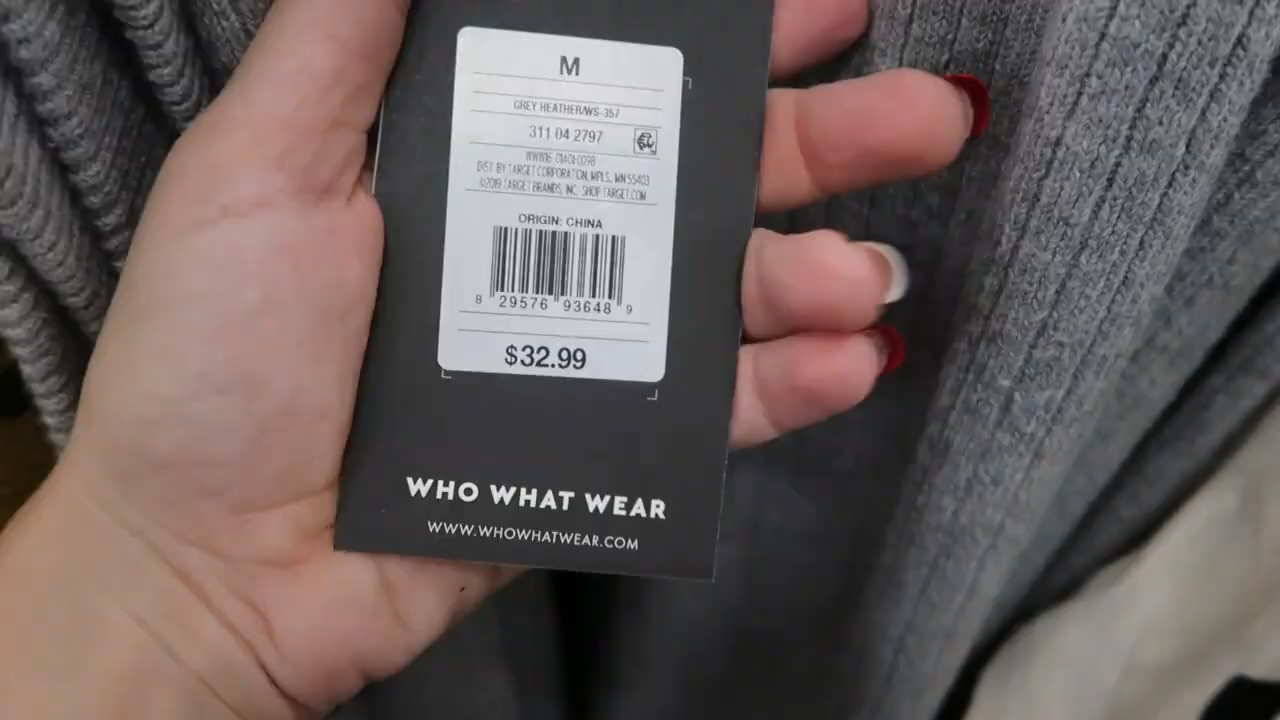 M
GREY HEATHER/WS-357
311 04 2797
DIST. BY TARGET CORPORATION, MPLS, MN 55403
©2019 TARGET BRANDS, INC. SHOP TARGET.COM
ORIGIN: CHINA
8 29576 93648 9
$32.99
WHO WHAT WEAR
WWW.WHOWHATWEAR.COM